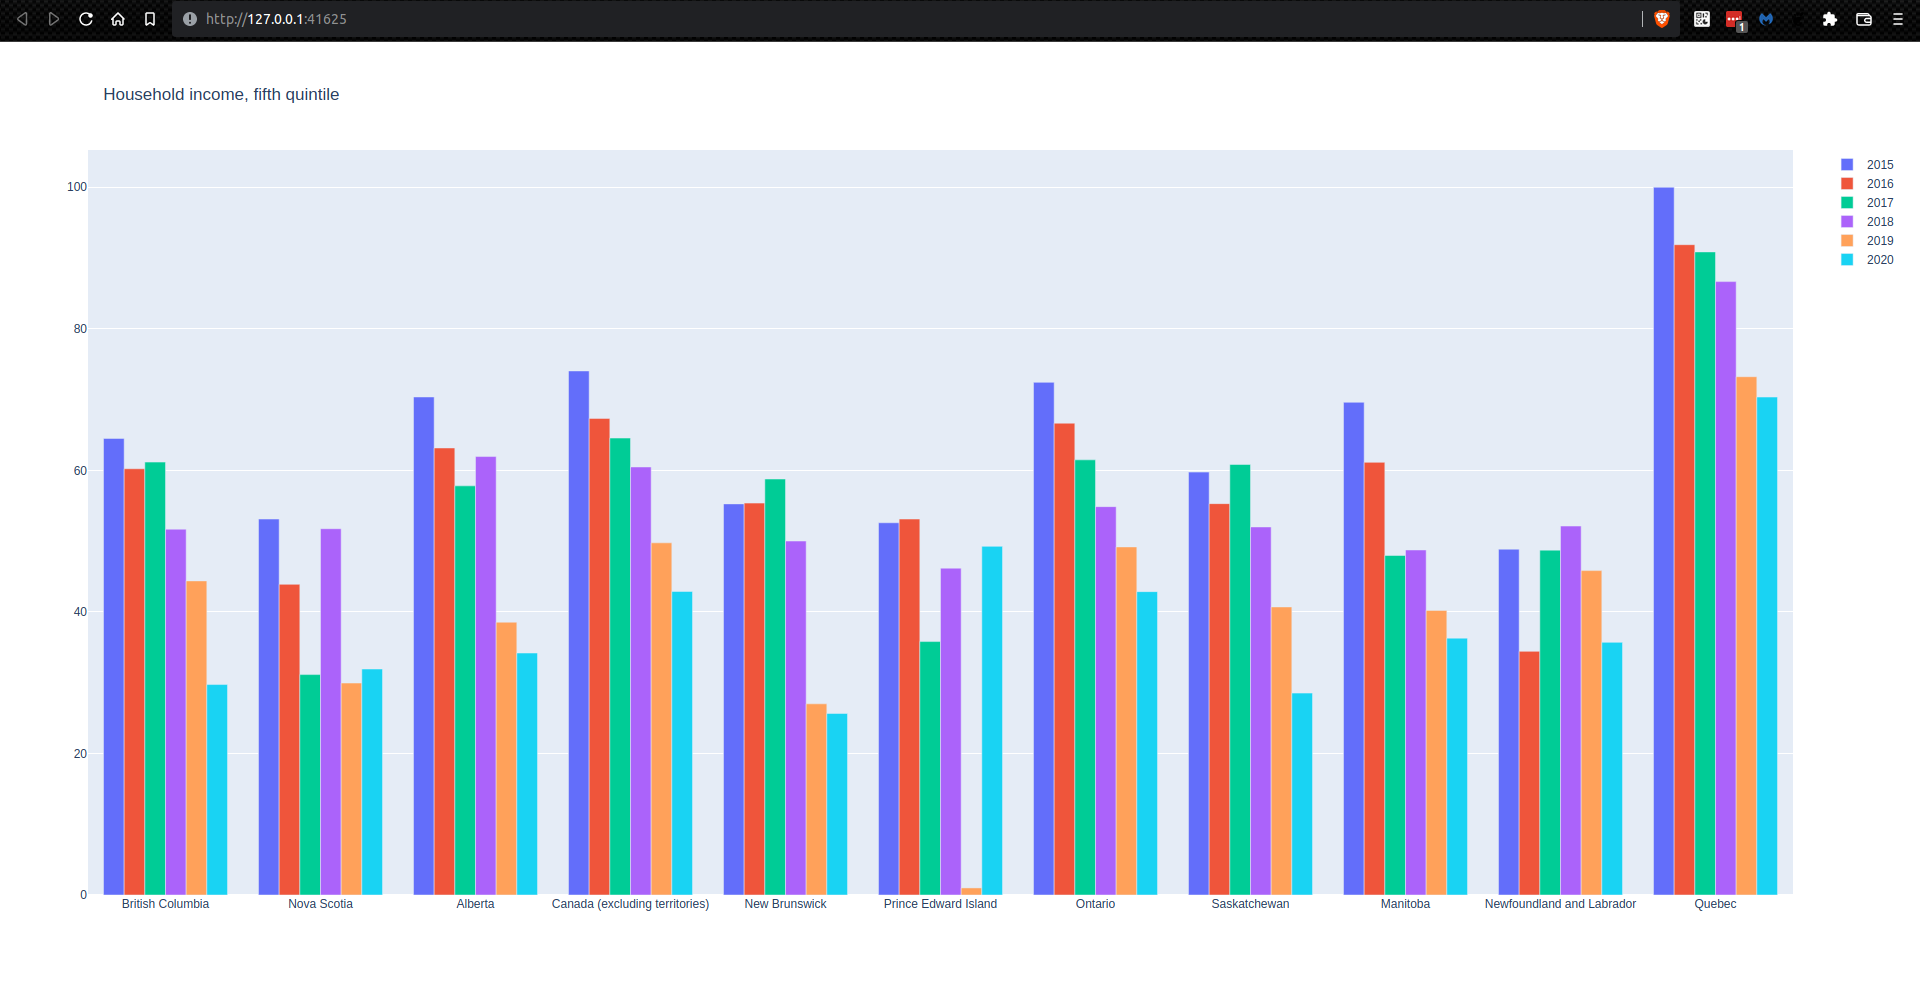 http://127.0.0.1:41625
1
Household income, fifth quintile
2015
2016
2017
2018
2019
2020
100
80
60
40
20
0
British Columbia
Nova Scotia
Alberta
Canada (excluding territories)
New Brunswick
Prince Edward Island
Ontario
Saskatchewan
Manitoba
Newfoundland and Labrador
Quebec